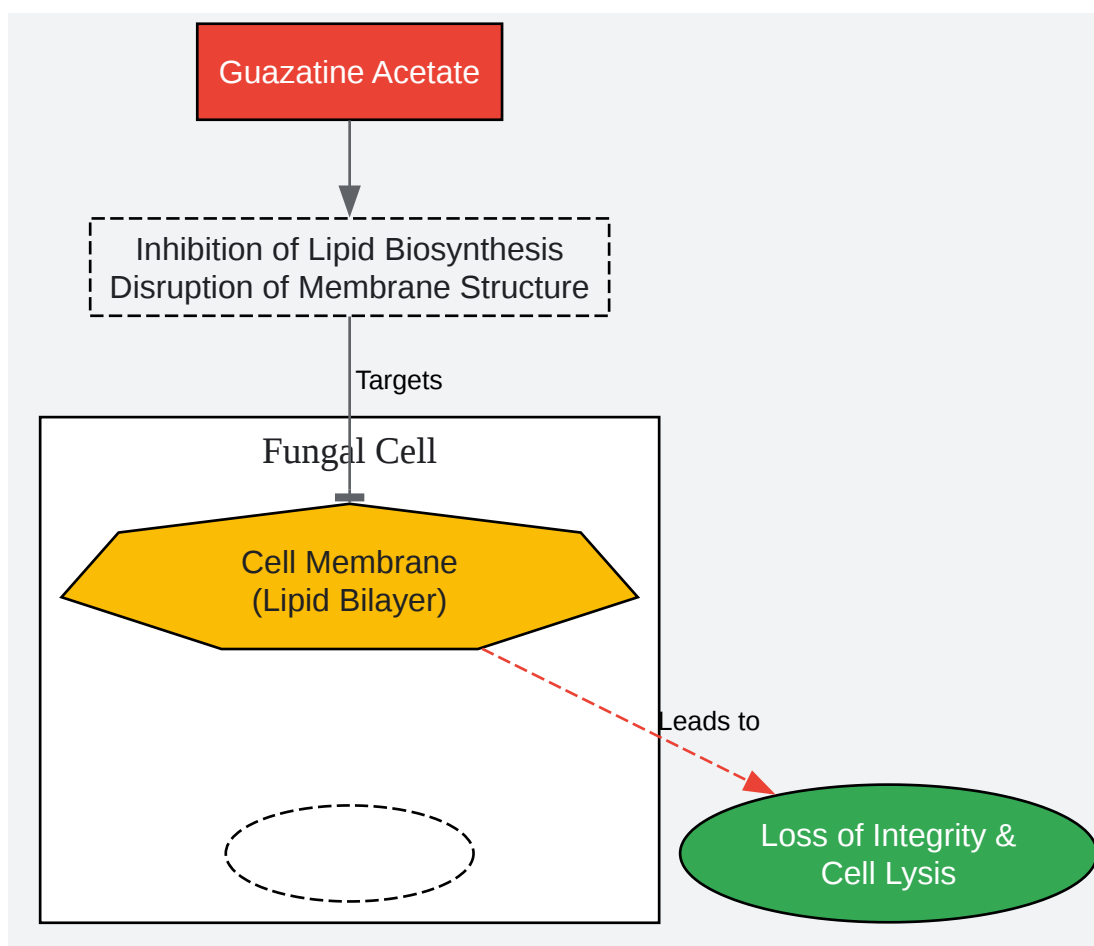 Guazatine Acetate
Inhibition of Lipid Biosynthesis
Disruption of Membrane Structure
Targets
Fungal Cell
Cell Membrane
(Lipid Bilayer)
Leads to
Loss of Integrity &
Cell Lysis